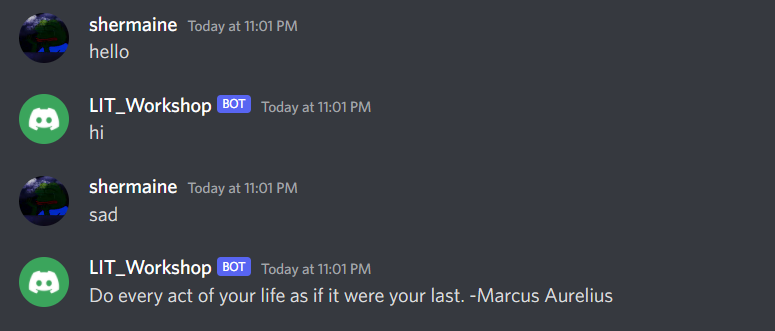 shermaine Today at 11:01 PM
hello
LIT_Workshop BOT Today at 11:01 PM
hi
shermaine Today at 11:01 PM
sad
LIT_Workshop BOT Today at 11:01 PM
Do every act of your life as if it were your last. -Marcus Aurelius